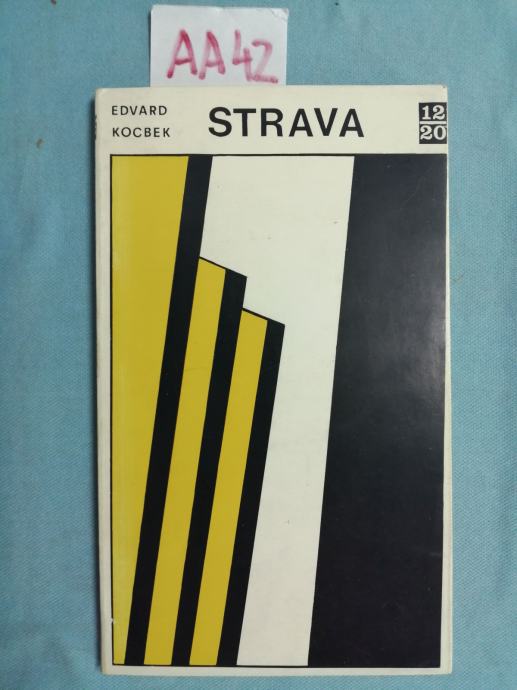 AA42
EDVARD
KOCBEK
STRAVA
12
20